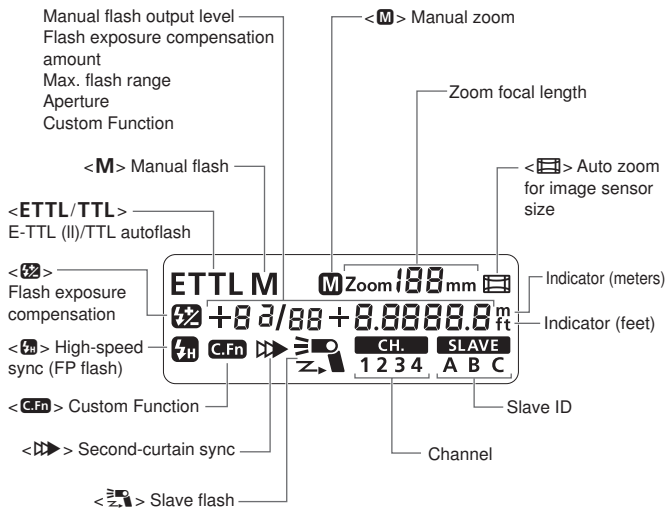 Manual flash output level
Flash exposure compensation
amount
Max. flash range
Aperture
Custom Function
<M> Manual zoom
Zoom focal length
<M> Manual flash
< > Auto zoom
for image sensor
size
<ETTL/TTL>
E-TTL (II)/TTL autoflash
< >
Flash exposure
compensation
ETTL M M Zoom 188 mm
+8 8/88 +8.8888.8 m
ft
Indicator (meters)
Indicator (feet)
<H> High-speed
sync (FP flash)
H C.Fn CH. SLAVE
1 2 3 4 A B C
<C.Fn> Custom Function
Slave ID
< > Second-curtain sync
Channel
< > Slave flash